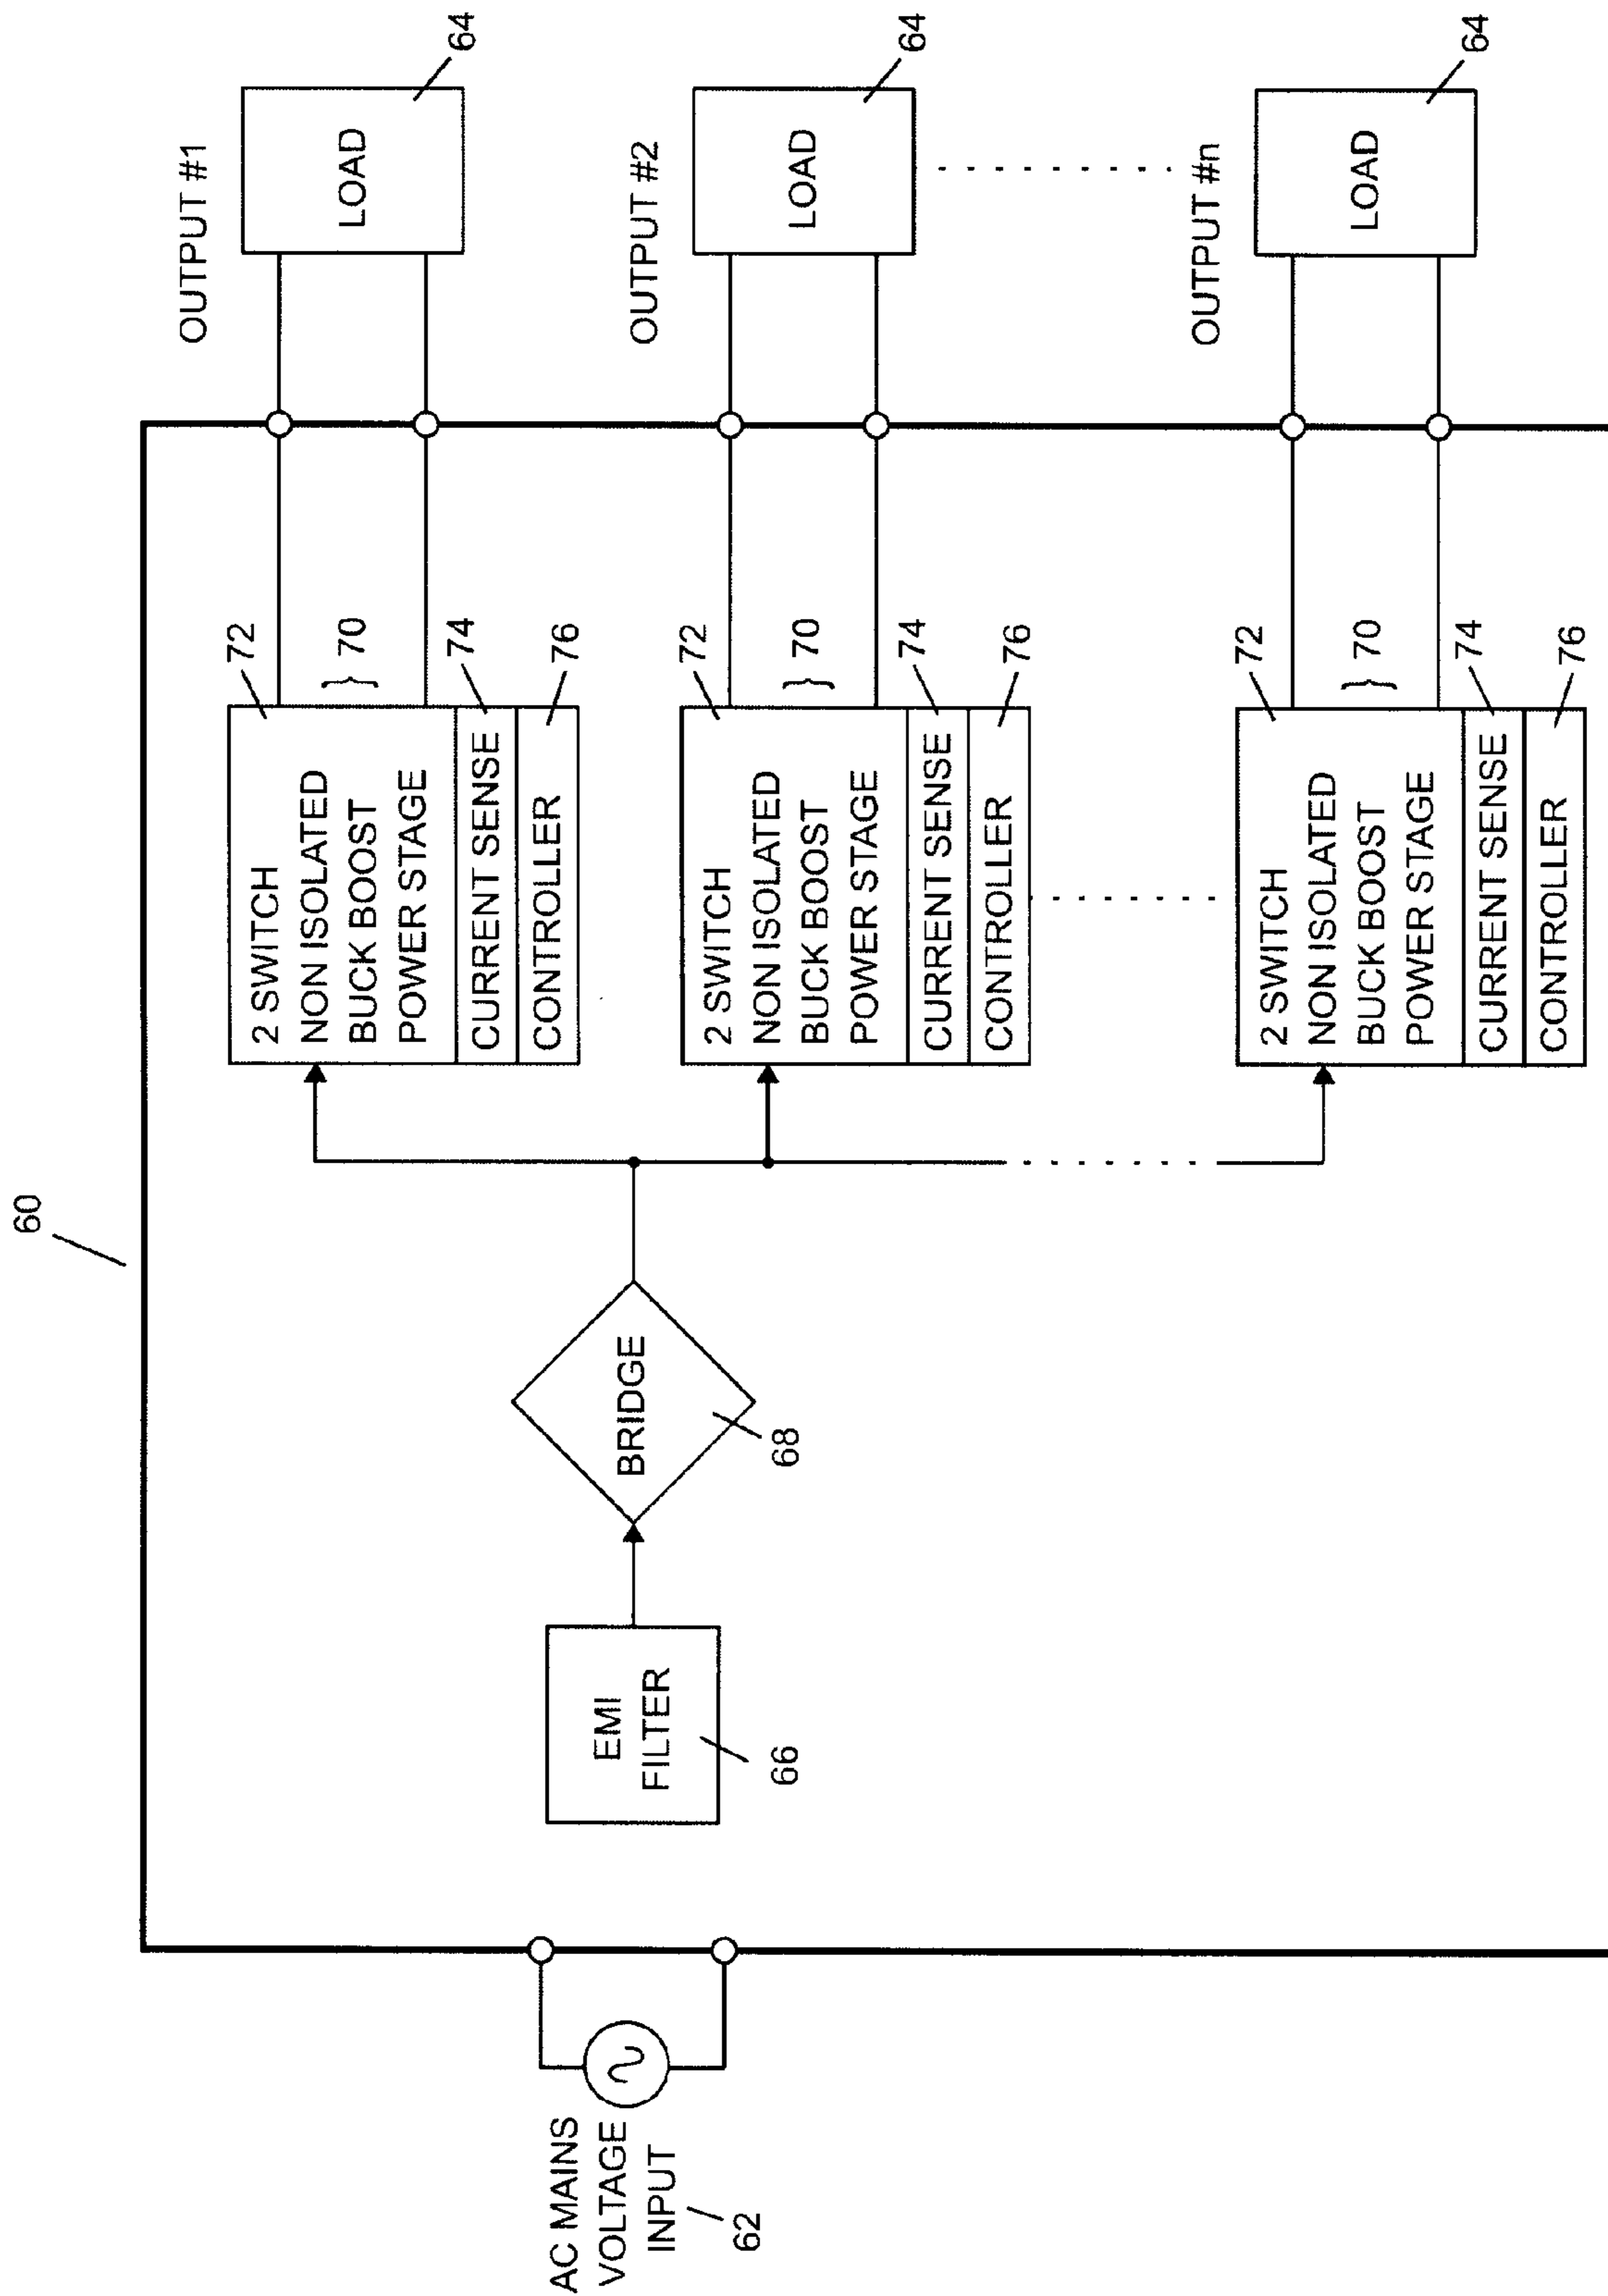 60
AC MAINS
VOLTAGE
INPUT
62
EMI
FILTER
66
BRIDGE
68
2 SWITCH
NON ISOLATED
BUCK BOOST
POWER STAGE
CURRENT SENSE
CONTROLLER
72
} 70
74
76
OUTPUT #1
LOAD
64
2 SWITCH
NON ISOLATED
BUCK BOOST
POWER STAGE
CURRENT SENSE
CONTROLLER
72
} 70
74
76
OUTPUT #2
LOAD
64
2 SWITCH
NON ISOLATED
BUCK BOOST
POWER STAGE
CURRENT SENSE
CONTROLLER
72
} 70
74
76
OUTPUT #n
LOAD
64